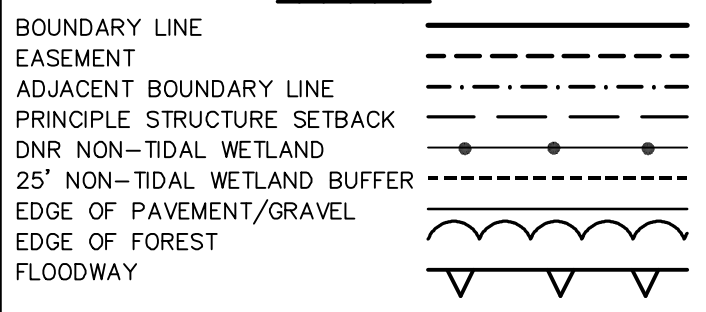 BOUNDARY LINE
EASEMENT
ADJACENT BOUNDARY LINE
PRINCIPLE STRUCTURE SETBACK
DNR NON-TIDAL WETLAND
25' NON-TIDAL WETLAND BUFFER
EDGE OF PAVEMENT/GRAVEL
EDGE OF FOREST
FLOODWAY